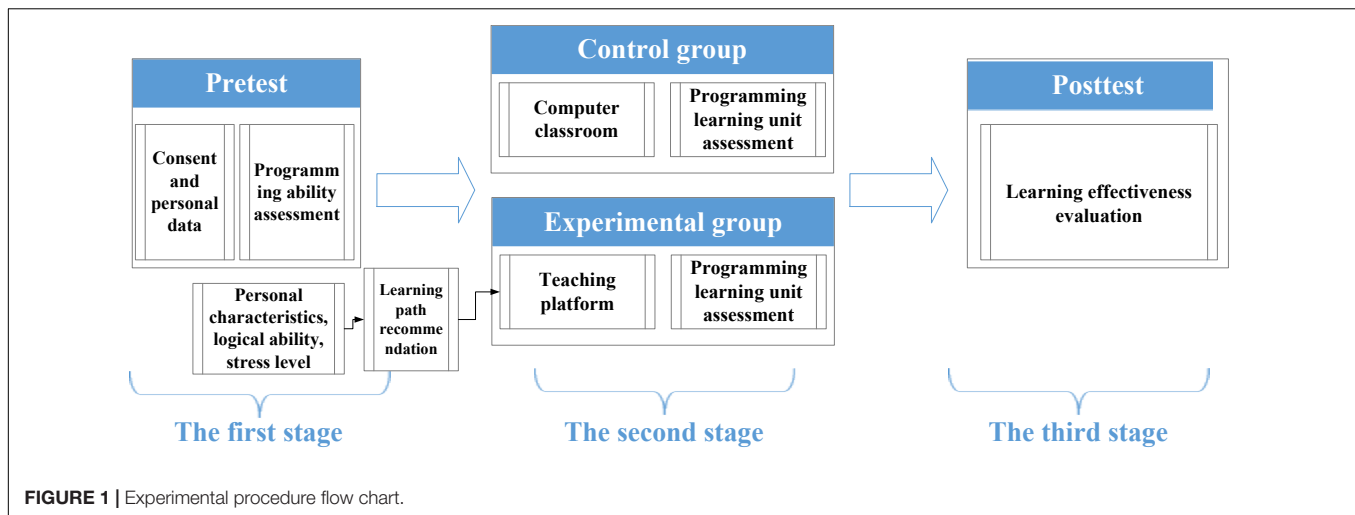 Pretest
Consent
and
personal
data
Programm
ing ability
assessment
Personal
characteristics,
logical ability,
stress level
Learning
path
recomme
ndation
The first stage
Control group
Computer
classroom
Programming
learning unit
assessment
Experimental group
Teaching
platform
Programming
learning unit
assessment
The second stage
Posttest
Learning effectiveness
evaluation
The third stage
FIGURE 1 | Experimental procedure flow chart.